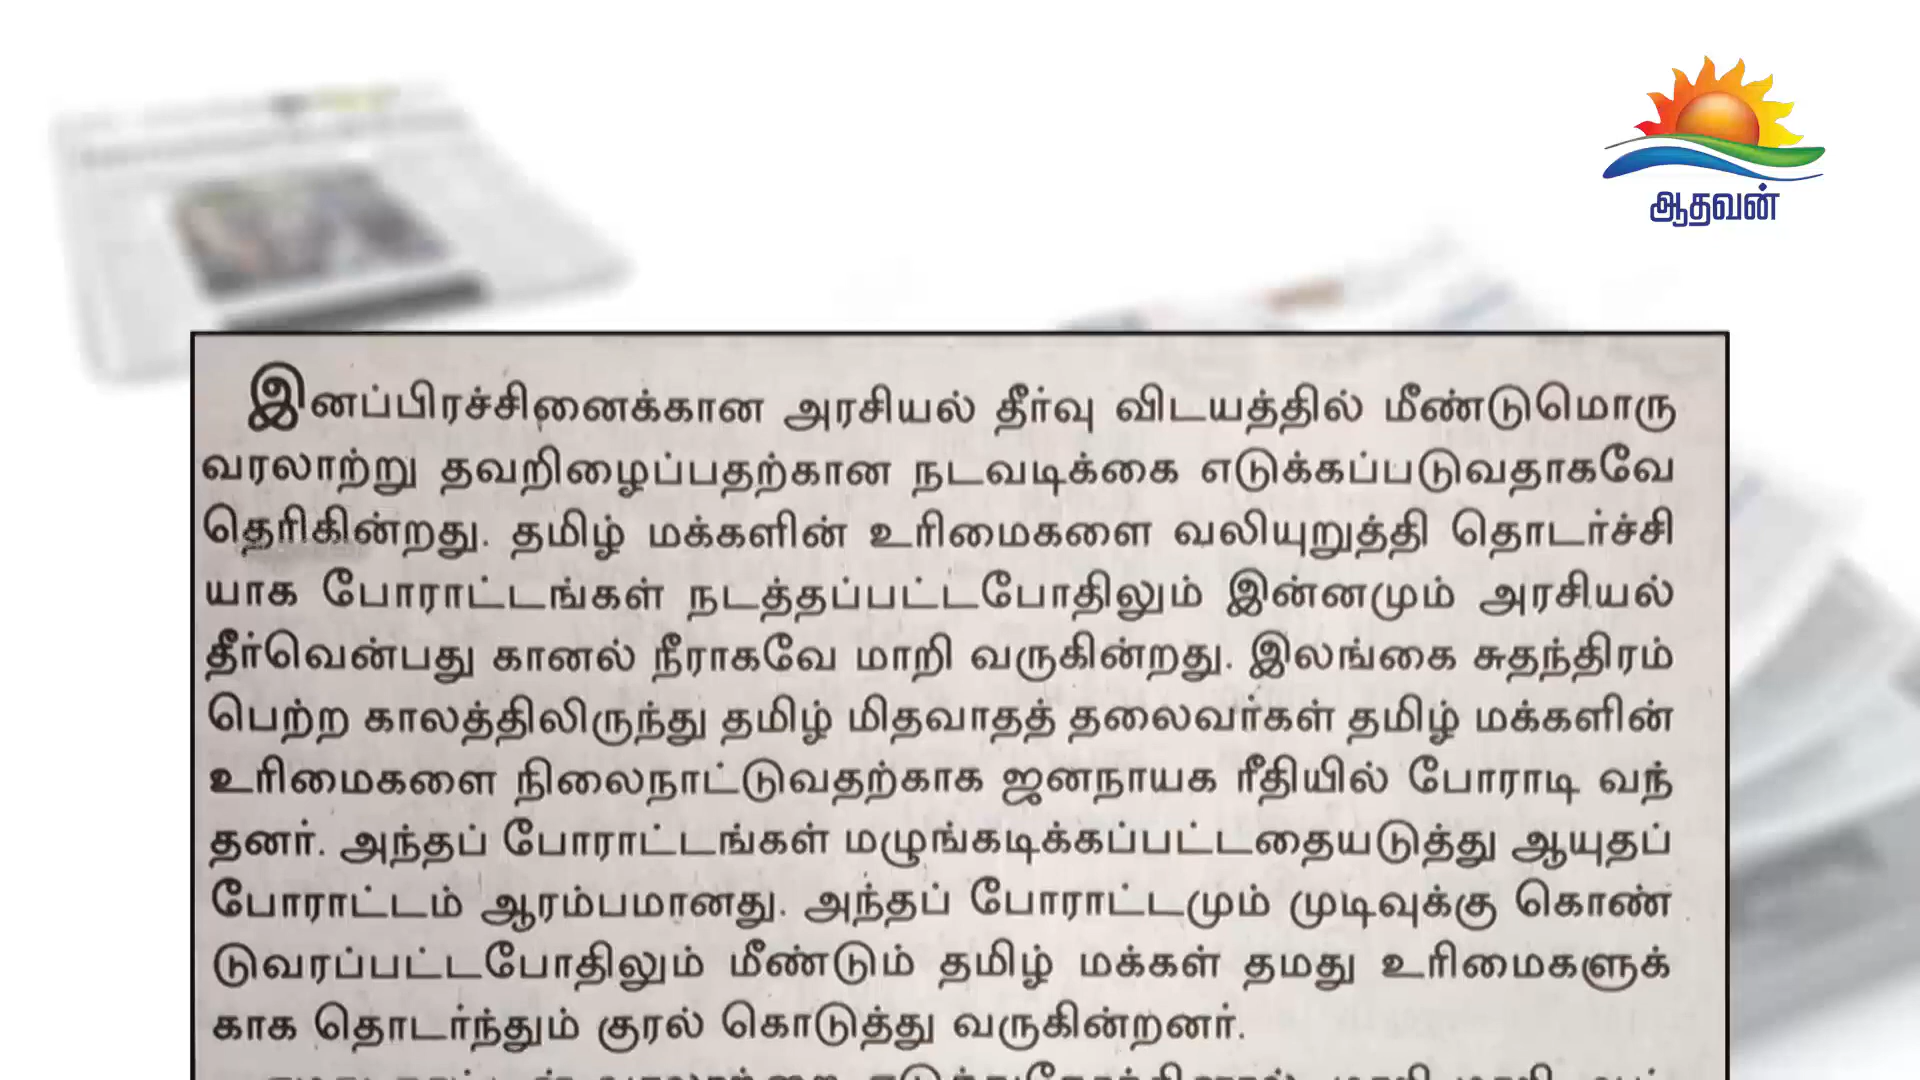 ஆதவன்
இனப்பிரச்சினைக்கான அரசியல் தீர்வு விடயத்தில் மீண்டுமொரு
வரலாற்று தவறிழைப்பதற்கான நடவடிக்கை எடுக்கப்படுவதாகவே
தெரிகின்றது. தமிழ் மக்களின் உரிமைகளை வலியுறுத்தி தொடர்ச்சி
யாக போராட்டங்கள் நடத்தப்பட்டபோதிலும் இன்னமும் அரசியல்
தீர்வென்பது கானல் நீராகவே மாறி வருகின்றது. இலங்கை சுதந்திரம்
பெற்ற காலத்திலிருந்து தமிழ் மிதவாதத் தலைவர்கள் தமிழ் மக்களின்
உரிமைகளை நிலைநாட்டுவதற்காக ஜனநாயக ரீதியில் போராடி வந்
தனர். அந்தப் போராட்டங்கள் மழுங்கடிக்கப்பட்டதையடுத்து ஆயுதப்
போராட்டம் ஆரம்பமானது. அந்தப் போராட்டமும் முடிவுக்கு கொண்
டுவரப்பட்டபோதிலும் மீண்டும் தமிழ் மக்கள் தமது உரிமைகளுக்
காக தொடர்ந்தும் குரல் கொடுத்து வருகின்றனர்.